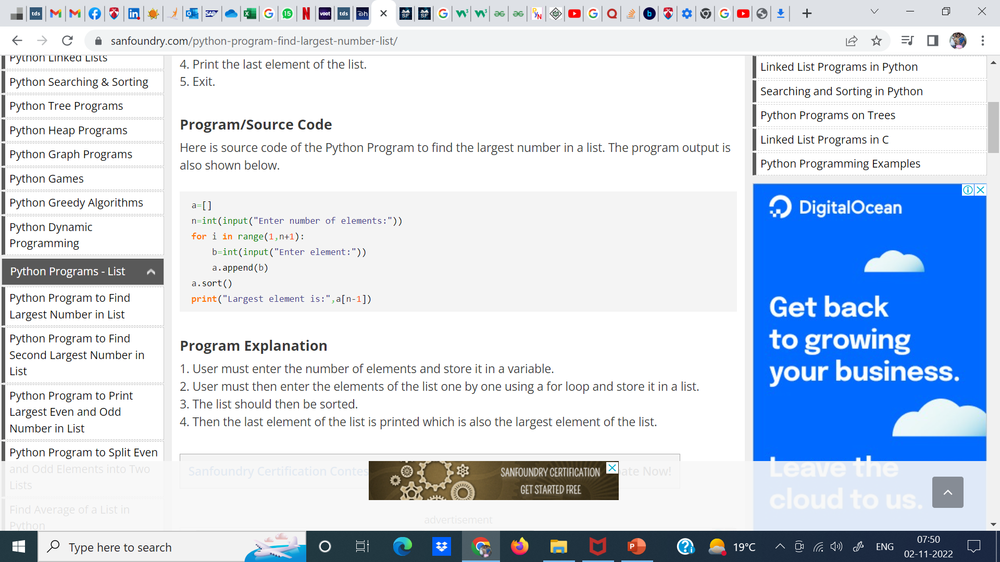 tds
15
voot
tds
SF
SF
sanfoundry.com/python-program-find-largest-number-list/
Python Linked Lists
Python Searching & Sorting
Python Tree Programs
Python Heap Programs
Python Graph Programs
Python Games
Python Greedy Algorithms
Python Dynamic
Programming
Python Programs - List
Python Program to Find
Largest Number in List
Python Program to Find
Second Largest Number in
List
Python Program to Print
Largest Even and Odd
Number in List
Python Program to Split Even
and Odd Elements into Two
Lists
Find Average of a List in
Python
4. Print the last element of the list.
5. Exit.
Program/Source Code
Here is source code of the Python Program to find the largest number in a list. The program output is
also shown below.
a=[]
n=int(input("Enter number of elements:"))
for i in range(1,n+1):
    b=int(input("Enter element:"))
    a.append(b)
a.sort()
print("Largest element is:",a[n-1])
Program Explanation
1. User must enter the number of elements and store it in a variable.
2. User must then enter the elements of the list one by one using a for loop and store it in a list.
3. The list should then be sorted.
4. Then the last element of the list is printed which is also the largest element of the list.
Sanfoundry Certification Contes
pate Now!
SANFOUNDRY CERTIFICATION
GET STARTED FREE
advertisement
Linked List Programs in Python
Searching and Sorting in Python
Python Programs on Trees
Linked List Programs in C
Python Programming Examples
DigitalOcean
Get back
to growing
your business.
Leave the
cloud to us.
Type here to search
19°C
ENG
07:50
02-11-2022